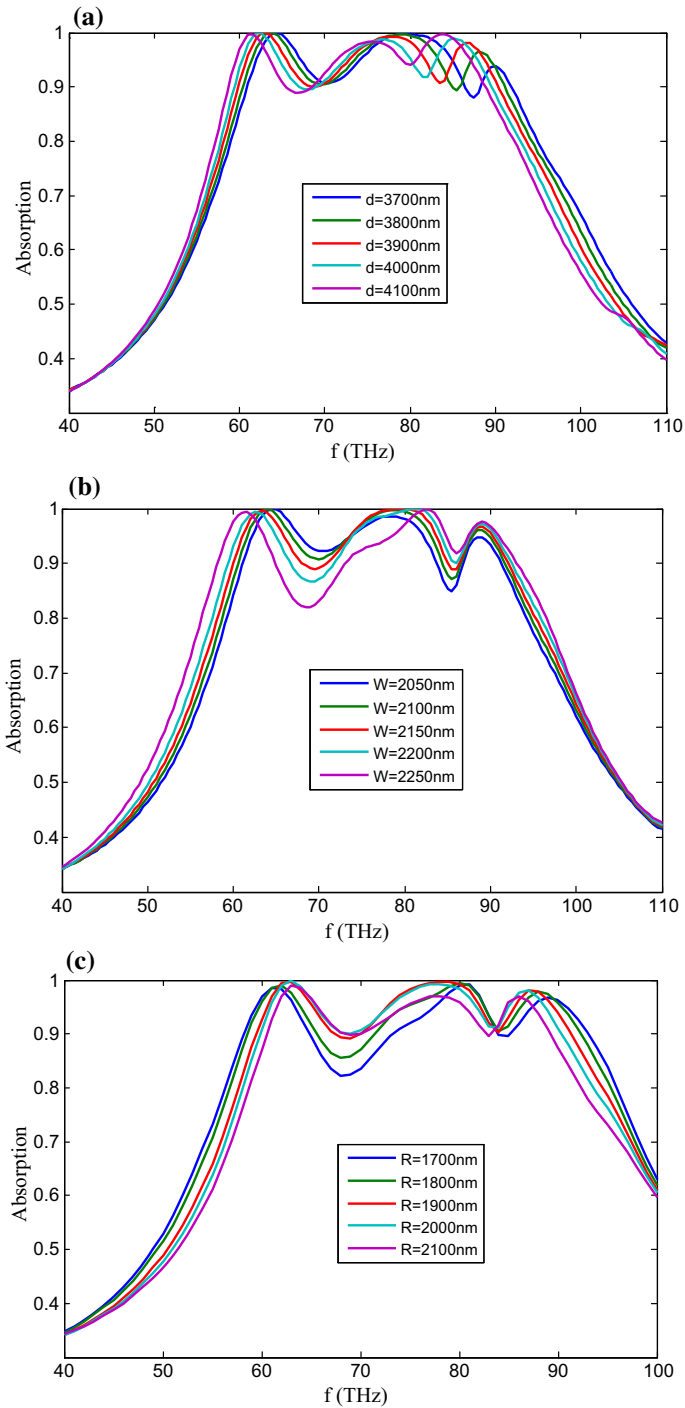 (a)
1
0.9
0.8
0.7
0.6
0.5
0.4
Absorption
d=3700nm
d=3800nm
d=3900nm
d=4000nm
d=4100nm
40 50 60 70 80 90 100 110
f (THz)
(b)
1
0.9
0.8
0.7
0.6
0.5
0.4
Absorption
W=2050nm
W=2100nm
W=2150nm
W=2200nm
W=2250nm
40 50 60 70 80 90 100 110
f (THz)
(c)
1
0.9
0.8
0.7
0.6
0.5
0.4
Absorption
R=1700nm
R=1800nm
R=1900nm
R=2000nm
R=2100nm
40 50 60 70 80 90 100
f (THz)